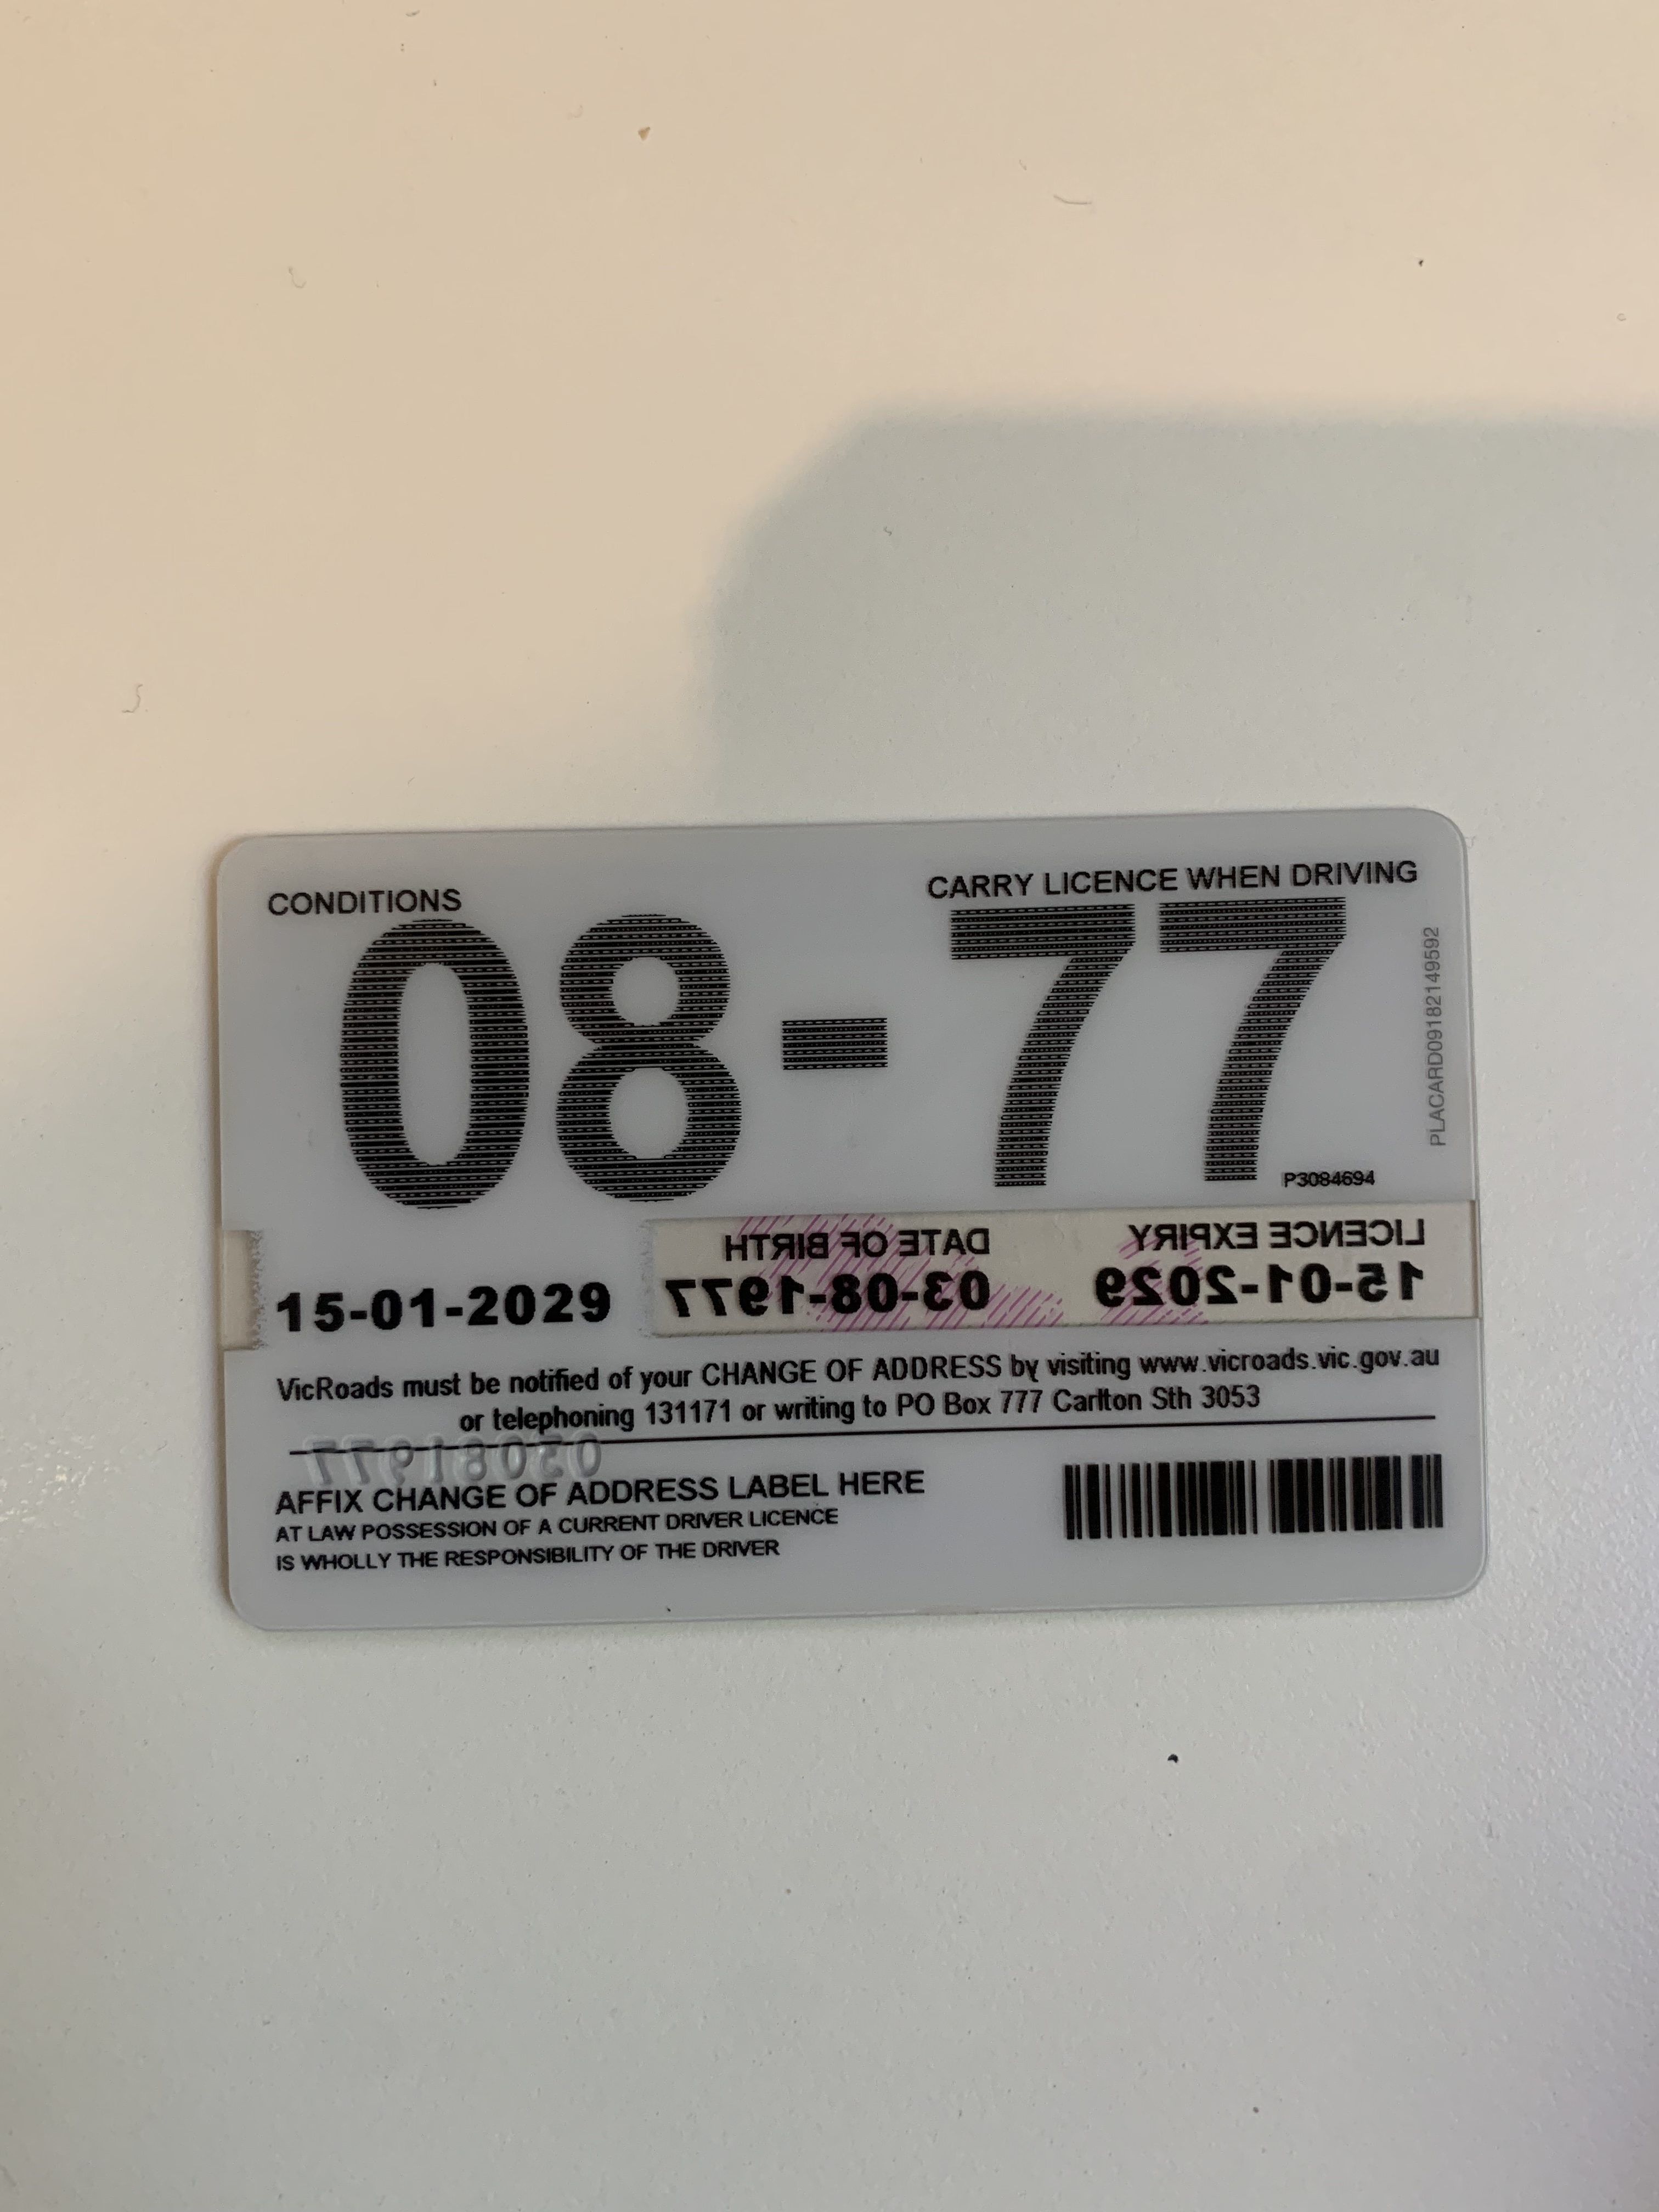 CONDITIONS
CARRY LICENCE WHEN DRIVING
08-77
PLACARD09182149592
P3084694
DATE OF BIRTH
LICENCE EXPIRY
15-01-2029
03-08-1977
15-01-2029
VicRoads must be notified of your CHANGE OF ADDRESS by visiting www.vicroads.vic.gov.au
or telephoning 131171 or writing to PO Box 777 Carlton Sth 3053
03081977
AFFIX CHANGE OF ADDRESS LABEL HERE
AT LAW POSSESSION OF A CURRENT DRIVER LICENCE
IS WHOLLY THE RESPONSIBILITY OF THE DRIVER